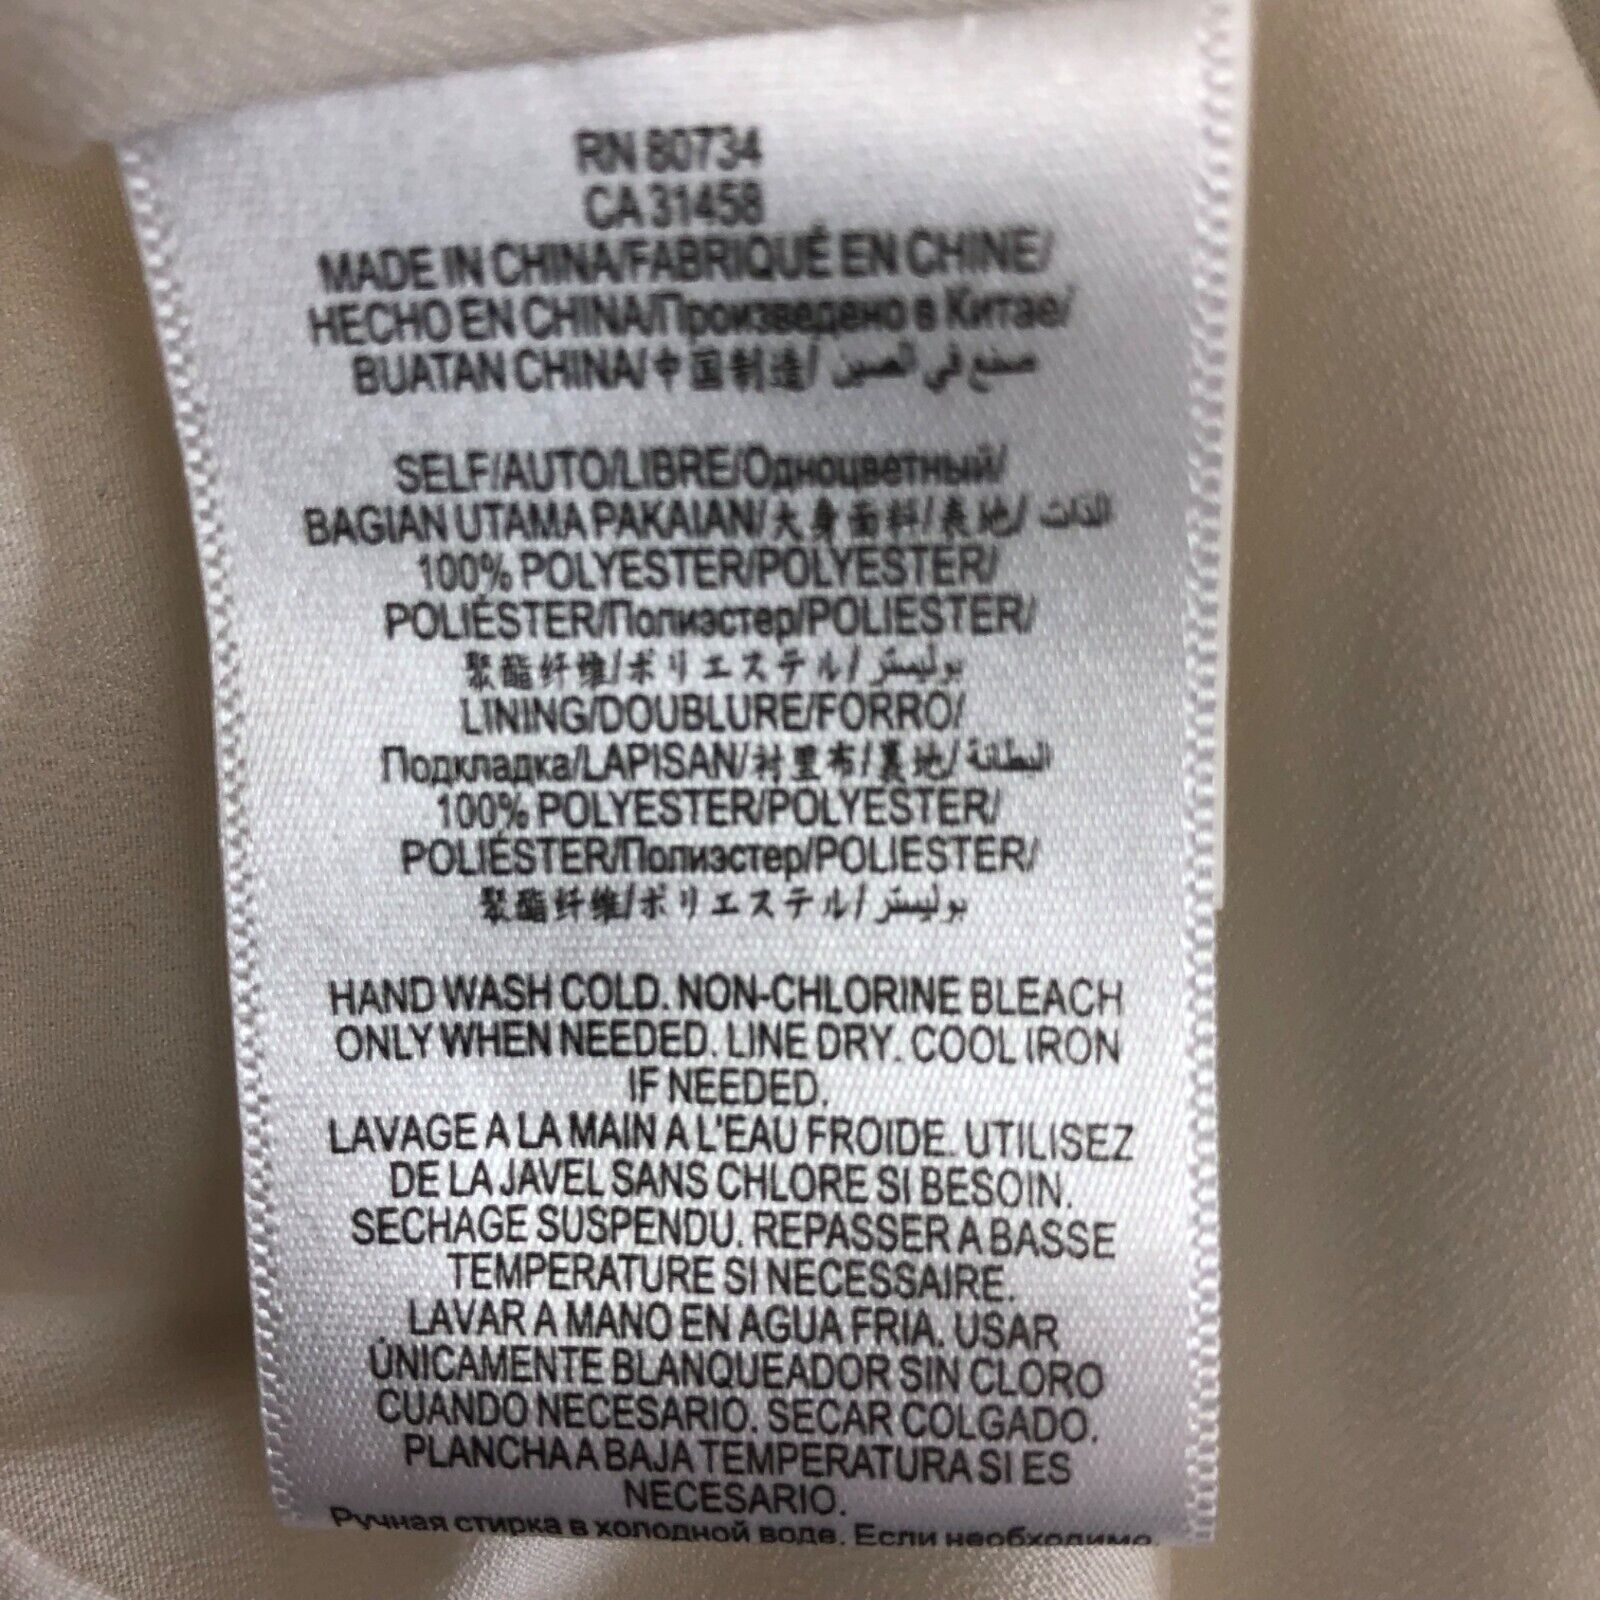 RN 80734
CA 31458
MADE IN CHINA/FABRIQUÉ EN CHINE/
HECHO EN CHINA/Произведено в Китае/
BUATAN CHINA/中国制造/ صنع في الصين
SELF/AUTO/LIBRE/Одноцветный/
BAGIAN UTAMA PAKAIAN/大身面料/表地/ الذات
100% POLYESTER/POLYESTER/
POLIÉSTER/Полиэстер/POLIESTER/
聚酯纤维/ポリエステル/ بوليستر
LINING/DOUBLURE/FORRO/
Подкладка/LAPISAN/衬里布/裏地/ البطانة
100% POLYESTER/POLYESTER/
POLIÉSTER/Полиэстер/POLIESTER/
聚酯纤维/ポリエステル/ بوليستر
HAND WASH COLD. NON-CHLORINE BLEACH
ONLY WHEN NEEDED. LINE DRY. COOL IRON
IF NEEDED.
LAVAGE A LA MAIN A L'EAU FROIDE. UTILISEZ
DE LA JAVEL SANS CHLORE SI BESOIN.
SECHAGE SUSPENDU. REPASSER A BASSE
TEMPERATURE SI NECESSAIRE.
LAVAR A MANO EN AGUA FRIA. USAR
ÚNICAMENTE BLANQUEADOR SIN CLORO
CUANDO NECESARIO. SECAR COLGADO.
PLANCHA A BAJA TEMPERATURA SI ES
NECESARIO.
Ручная стирка в холодной воде. Если необходимо,